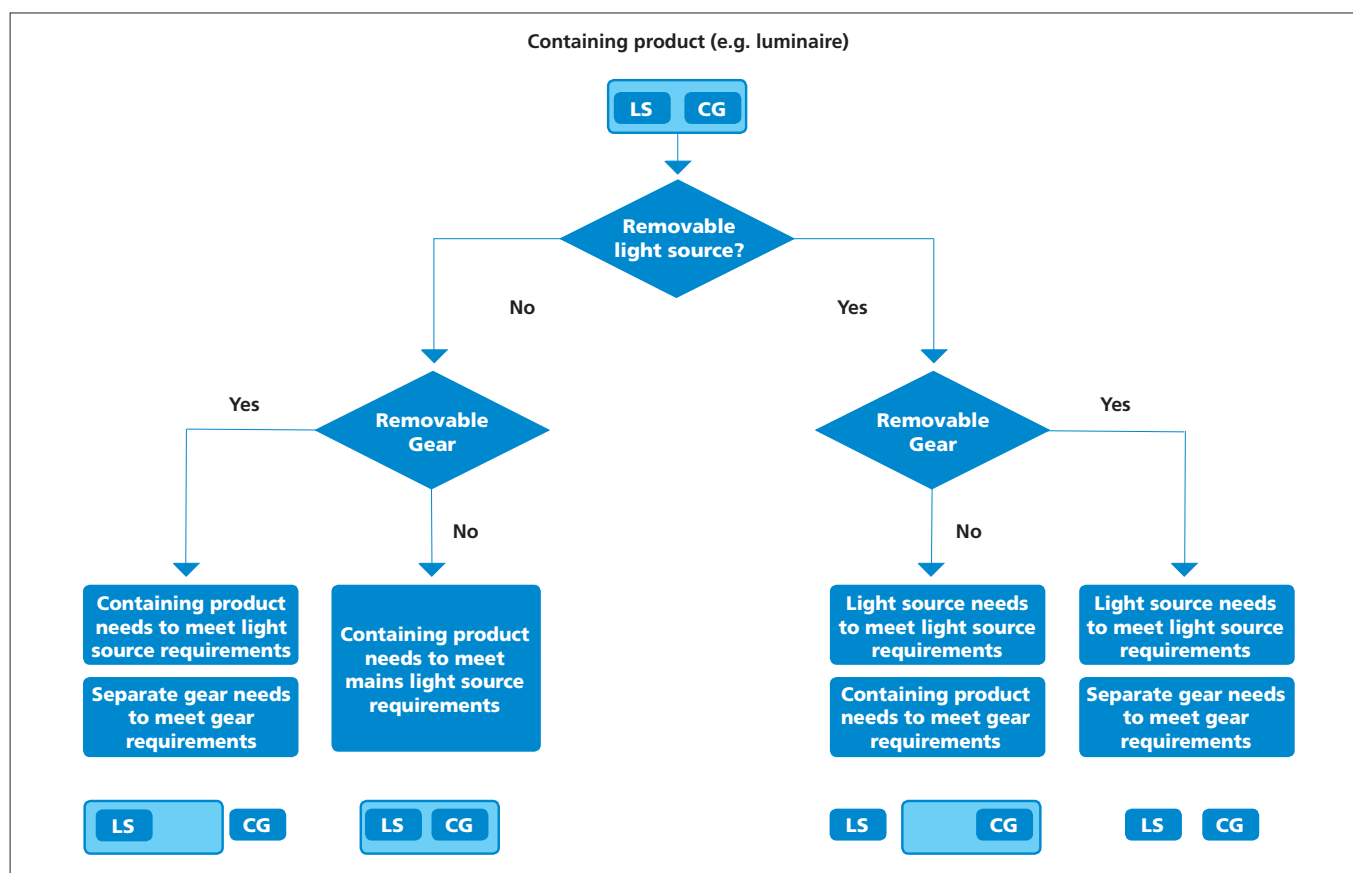 Containing product (e.g. luminaire)
LS CG
Removable
light source?
No
Yes
Yes
Removable
Gear
No
Removable
Gear
Yes
No
Containing product
needs to meet light
source requirements
Separate gear needs
to meet gear
requirements
Containing product
needs to meet
mains light source
requirements
Light source needs
to meet light source
requirements
Containing product
needs to meet gear
requirements
Light source needs
to meet light source
requirements
Separate gear needs
to meet gear
requirements
LS CG
LS CG
LS CG
LS CG